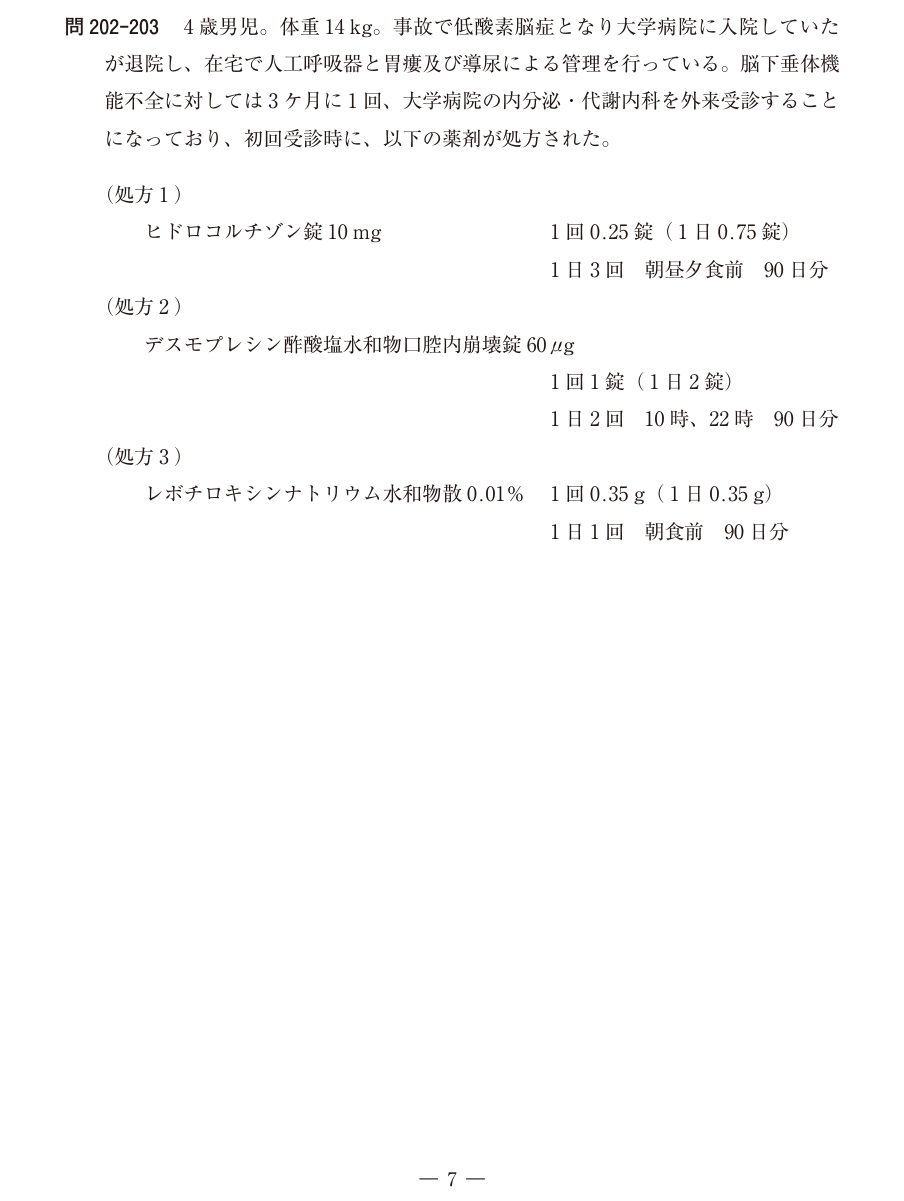 問 202-203 4 歳男児。体重 14 kg。事故で低酸素脳症となり大学病院に入院していた
が退院し、在宅で人工呼吸器と胃瘻及び導尿による管理を行っている。脳下垂体機
能不全に対しては 3 ケ月に 1 回、大学病院の内分泌・代謝内科を外来受診すること
になっており、初回受診時に、以下の薬剤が処方された。
（処方 1 ）
ヒドロコルチゾン錠 10 mg 1 回 0.25 錠（ 1 日 0.75 錠）
1 日 3 回 朝昼夕食前 90 日分
（処方 2 ）
デスモプレシン酢酸塩水和物口腔内崩壊錠 60 μg
1 回 1 錠（ 1 日 2 錠）
1 日 2 回 10 時、22 時 90 日分
（処方 3 ）
レボチロキシンナトリウム水和物散 0.01％ 1 回 0.35 g（ 1 日 0.35 g）
1 日 1 回 朝食前 90 日分
― 7 ―